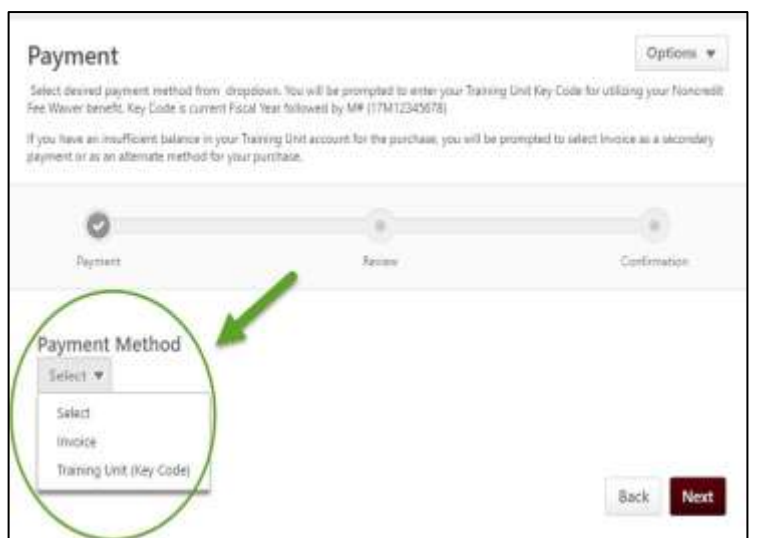 Payment
Options
Select desired payment method from dropdown. You will be prompted to enter your Training Unit Key Code for utilizing your Noncredit
Fee Waiver benefit. Key Code is current Fiscal Year followed by M# (17M12345678)
If you have an insufficient balance in your Training Unit account for the purchase, you will be prompted to select Invoice as a secondary
payment or as an alternate method for your purchase.
Payment
Review
Confirmation
Payment Method
Select
Select
Invoice
Training Unit (Key Code)
Back
Next